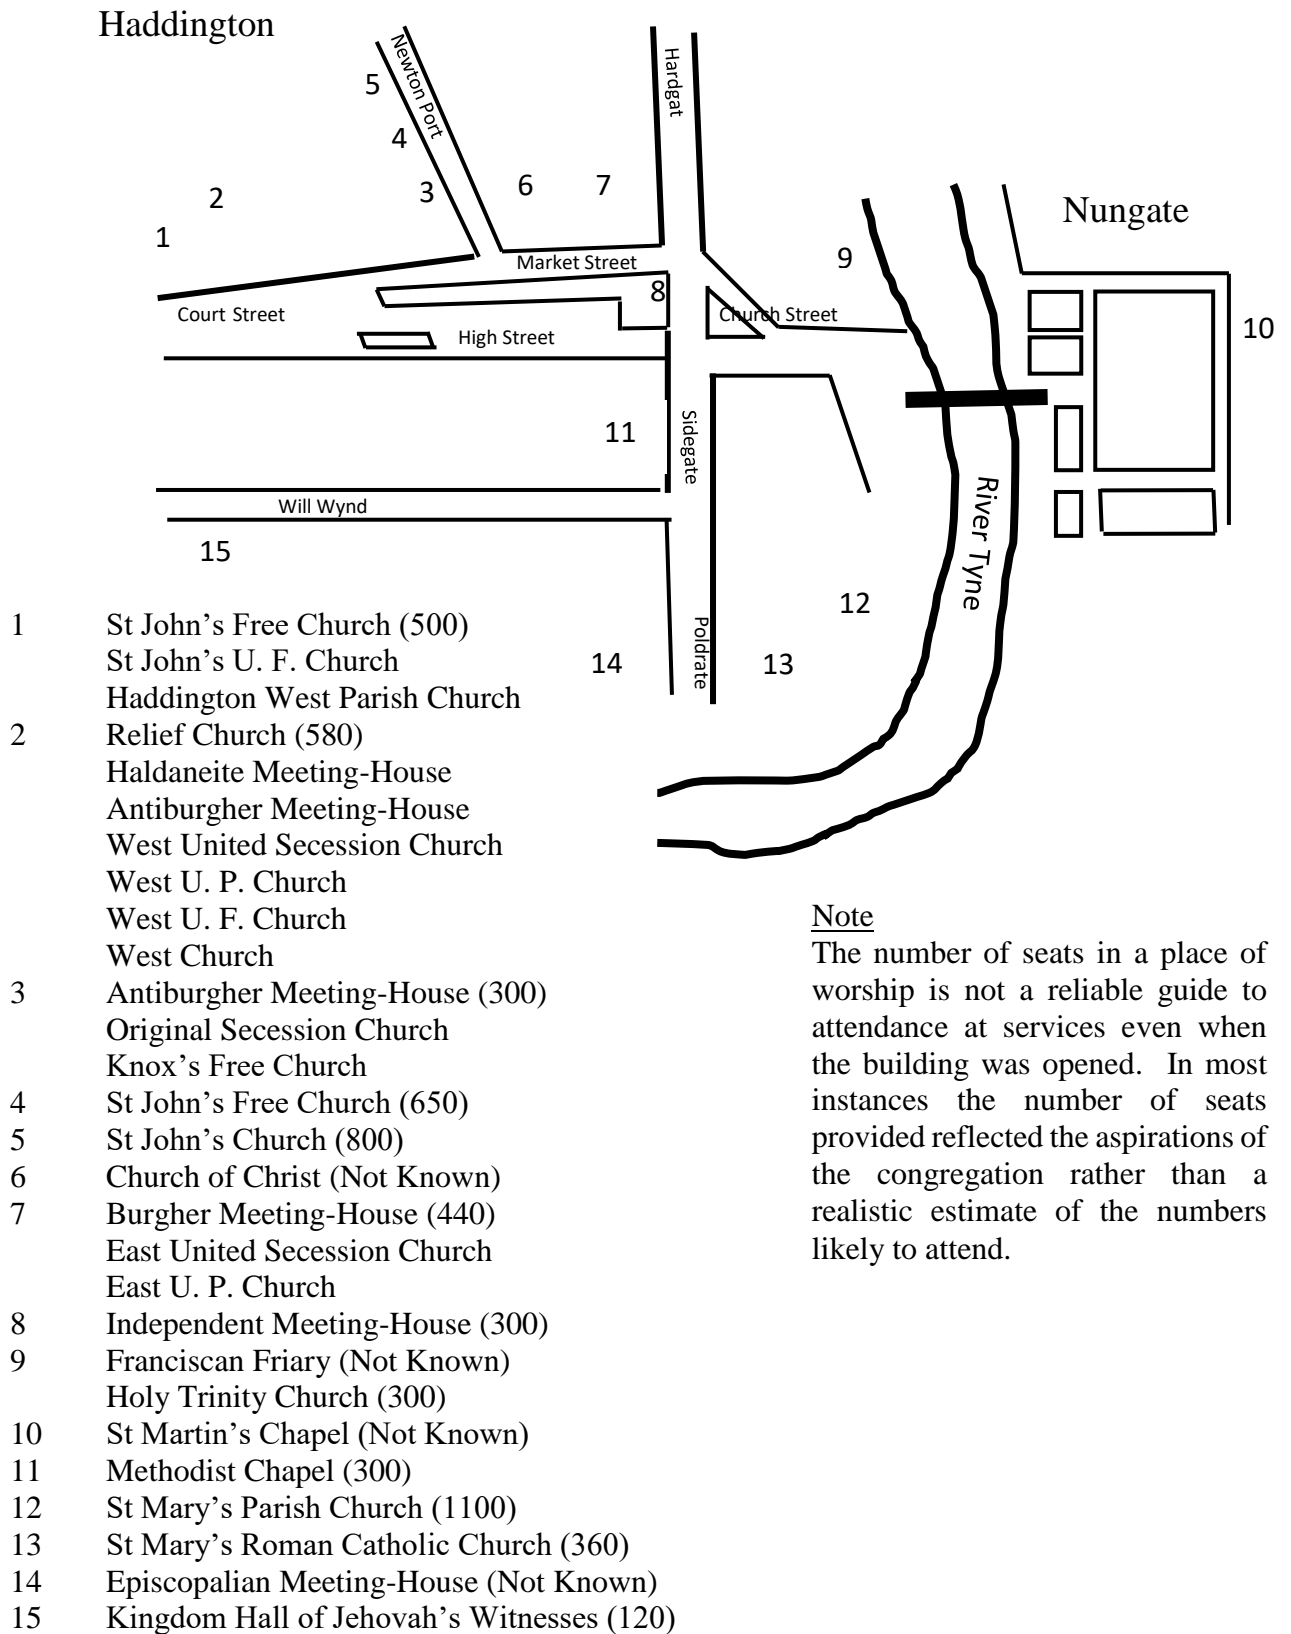 Haddington
Newton Port
Hardgat
5
4
3
6
7
2
1
Nungate
9
Market Street
8
Court Street
Church Street
High Street
10
11
Sidegate
Will Wynd
River Tyne
15
12
Poldrate
14
13
1 St John’s Free Church (500)
St John’s U. F. Church
Haddington West Parish Church
2 Relief Church (580)
Haldaneite Meeting-House
Antiburgher Meeting-House
West United Secession Church
West U. P. Church
West U. F. Church
West Church
3 Antiburgher Meeting-House (300)
Original Secession Church
Knox’s Free Church
4 St John’s Free Church (650)
5 St John’s Church (800)
6 Church of Christ (Not Known)
7 Burgher Meeting-House (440)
East United Secession Church
East U. P. Church
8 Independent Meeting-House (300)
9 Franciscan Friary (Not Known)
Holy Trinity Church (300)
10 St Martin’s Chapel (Not Known)
11 Methodist Chapel (300)
12 St Mary’s Parish Church (1100)
13 St Mary’s Roman Catholic Church (360)
14 Episcopalian Meeting-House (Not Known)
15 Kingdom Hall of Jehovah’s Witnesses (120)
Note
The number of seats in a place of
worship is not a reliable guide to
attendance at services even when
the building was opened. In most
instances the number of seats
provided reflected the aspirations of
the congregation rather than a
realistic estimate of the numbers
likely to attend.